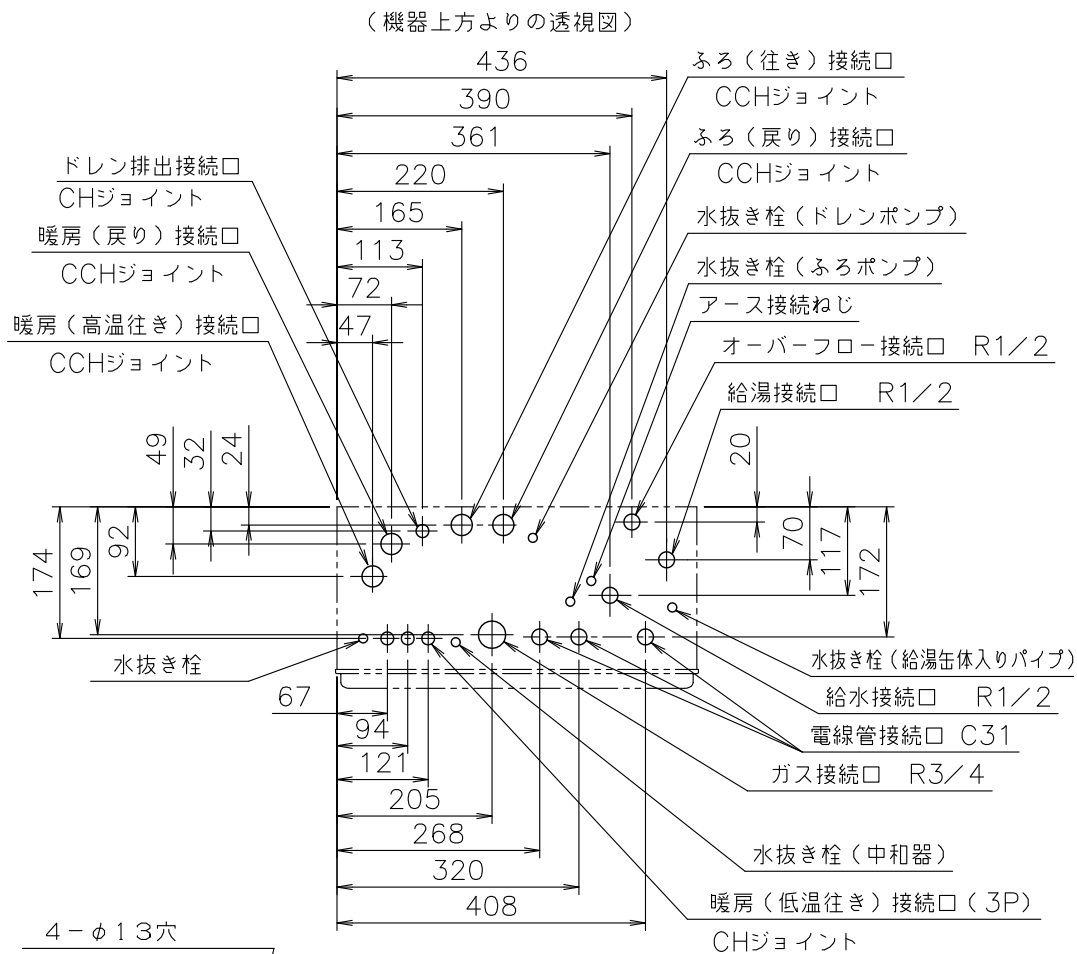 (機器上方よりの透視図)
436
ふろ(往き)接続口
CCHジョイント
390
361
ふろ(戻り)接続口
CCHジョイント
ドレン排出接続口
CHジョイント
220
水抜き栓(ドレンポンプ)
165
暖房(戻り)接続口
CCHジョイント
113
水抜き栓(ふろポンプ)
72
アース接続ねじ
47
暖房(高温往き)接続口
CCHジョイント
オーバーフロー接続口 R1/2
給湯接続口 R1/2
49
32
24
20
174
169
92
70
117
172
水抜き栓
水抜き栓(給湯缶体入りパイプ)
67
給水接続口 R1/2
94
電線管接続口 C31
121
ガス接続口 R3/4
205
268
水抜き栓(中和器)
320
408
暖房(低温往き)接続口(3P)
CHジョイント
4-φ13穴